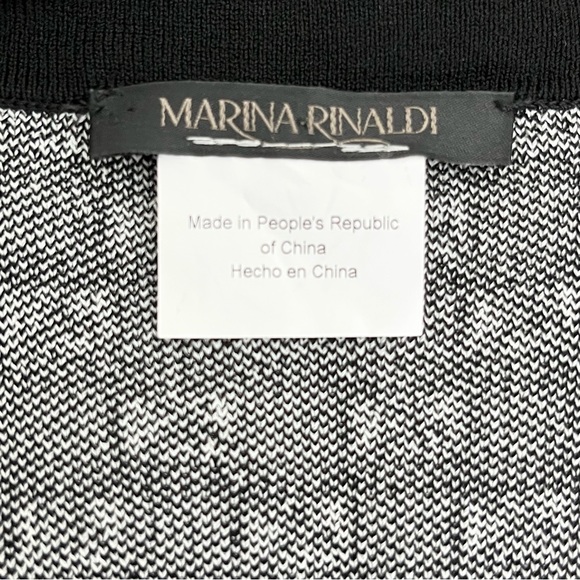 MARINA RINALDI
Made in People's Republic
of China
Hecho en China